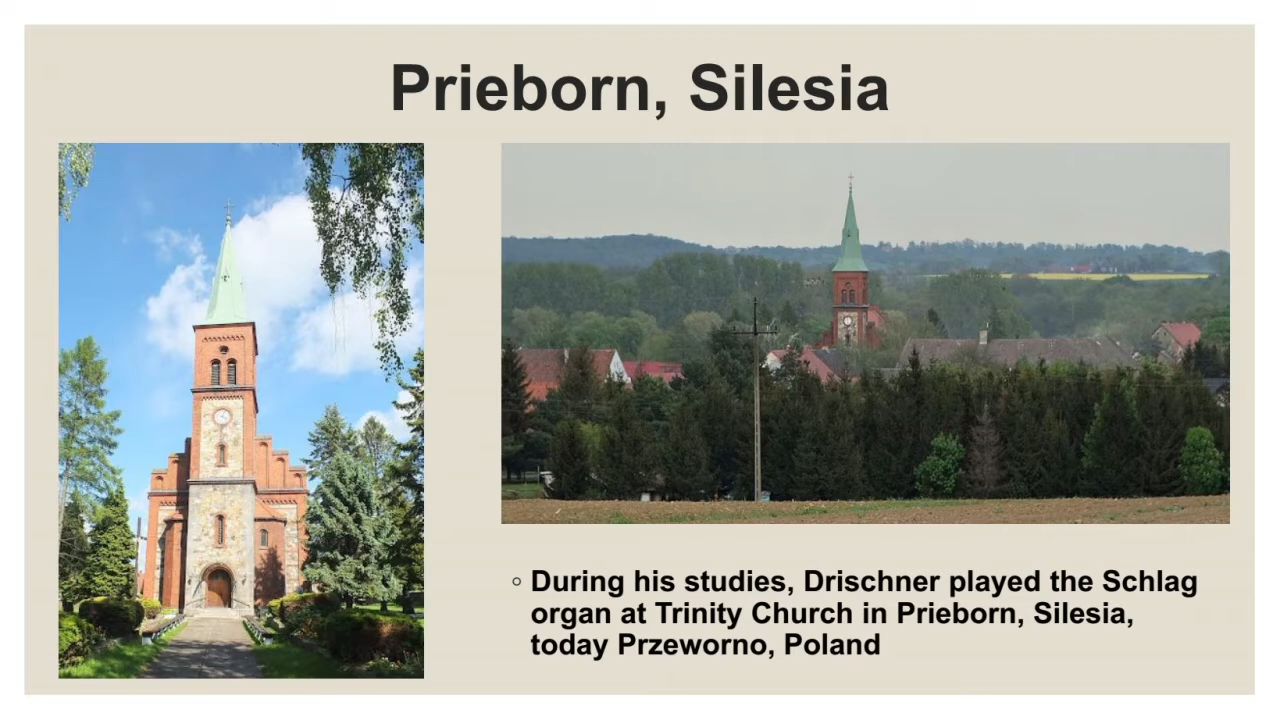 Prieborn, Silesia
◦ During his studies, Drischner played the Schlag
organ at Trinity Church in Prieborn, Silesia,
today Przeworno, Poland